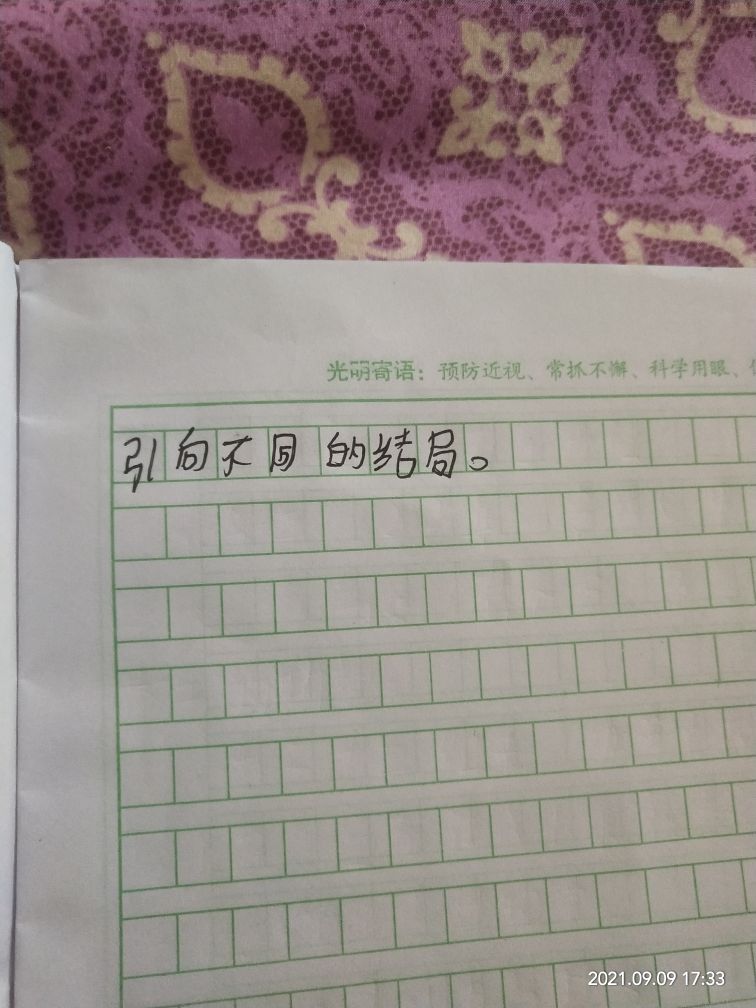 光明寄语：预防近视、常抓不懈、科学用眼、
引向不同的结局。
2021.09.09 17:33